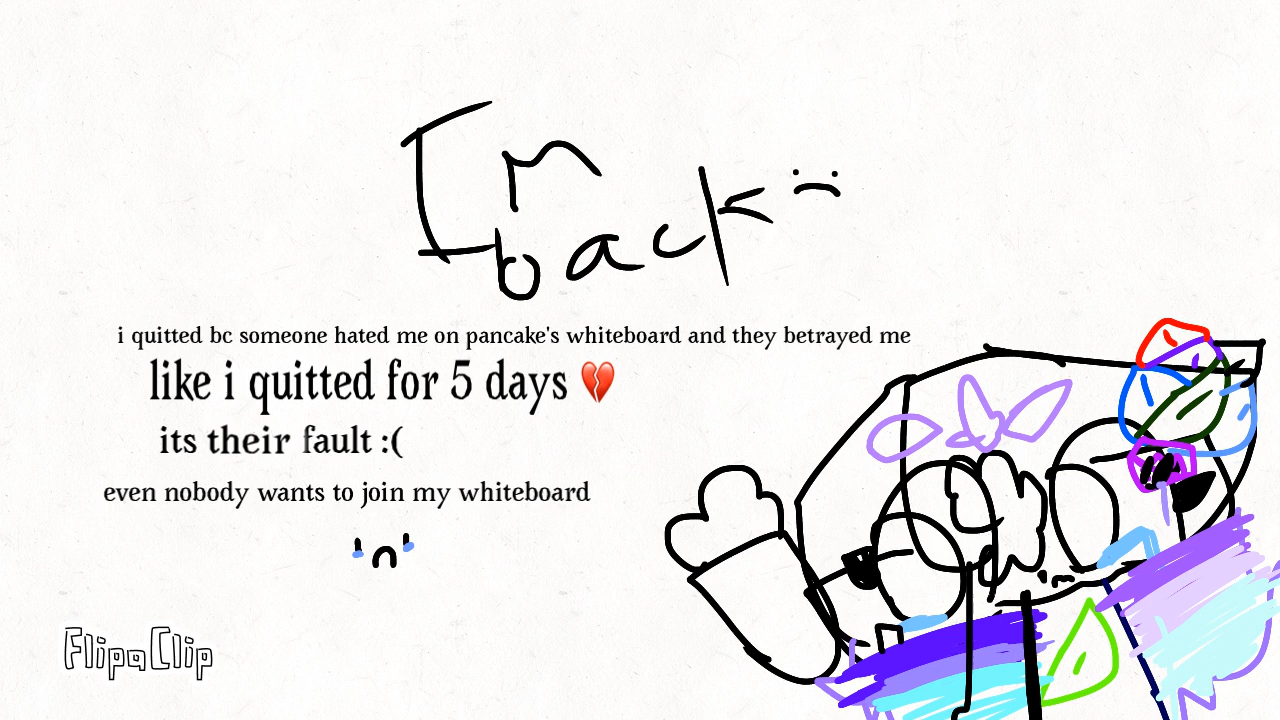 Im
back :(
i quitted bc someone hated me on pancake's whiteboard and they betrayed me
like i quitted for 5 days 💔
its their fault :(
even nobody wants to join my whiteboard
FlipaClip